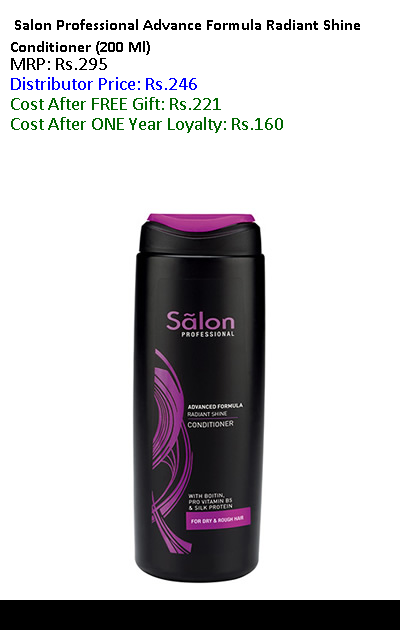 Salon Professional Advance Formula Radiant Shine
Conditioner (200 Ml)
MRP: Rs.295
Distributor Price: Rs.246
Cost After FREE Gift: Rs.221
Cost After ONE Year Loyalty: Rs.160
Sãlon
PROFESSIONAL
ADVANCED FORMULA
RADIANT SHINE
CONDITIONER
WITH BOITIN,
PRO VITAMIN B5
& SILK PROTEIN
FOR DRY & ROUGH HAIR